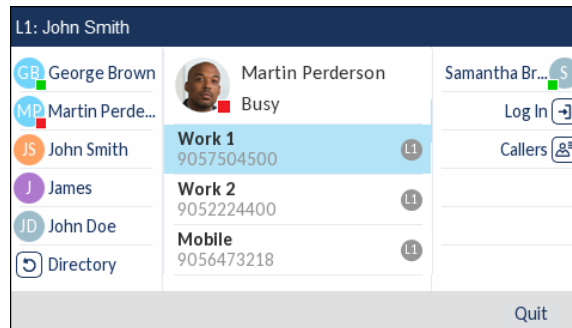 L1: John Smith
GB George Brown
MP Martin Perde...
JS John Smith
J James
JD John Doe
Directory
Martin Perderson
Busy
Work 1
9057504500 L1
Work 2
9052224400 L1
Mobile
9056473218 L1
Samantha Br... S
Log In
Callers
Quit